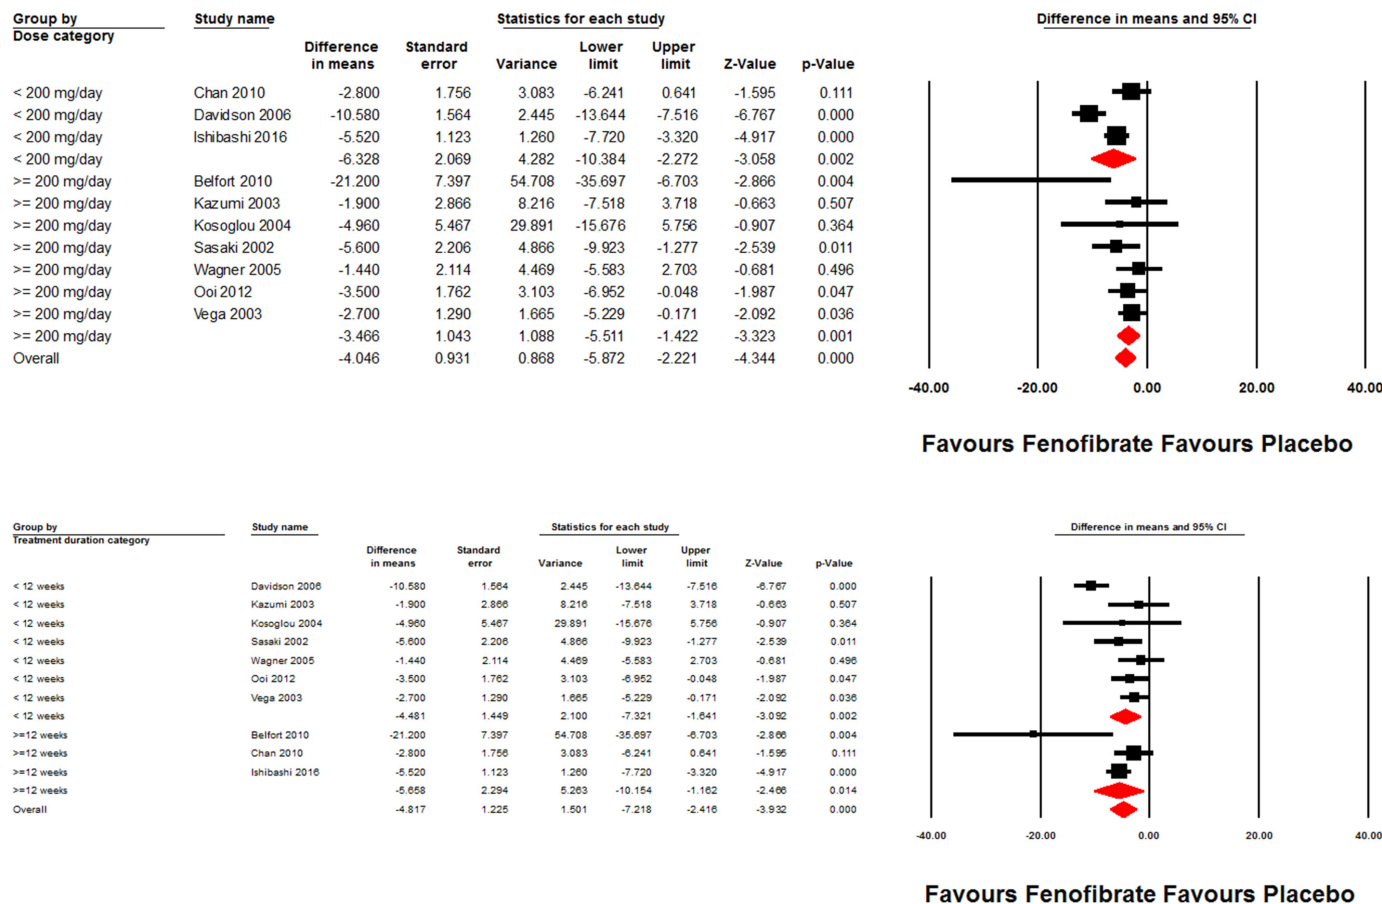 Group by Study name Statistics for each study Difference in means and 95% CI
Dose category
Difference Standard Lower Upper
in means error Variance limit limit Z-Value p-Value
< 200 mg/day Chan 2010 -2.800 1.756 3.083 -6.241 0.641 -1.595 0.111
< 200 mg/day Davidson 2006 -10.580 1.564 2.445 -13.644 -7.516 -6.767 0.000
< 200 mg/day Ishibashi 2016 -5.520 1.123 1.260 -7.720 -3.320 -4.917 0.000
< 200 mg/day -6.328 2.069 4.282 -10.384 -2.272 -3.058 0.002
>= 200 mg/day Belfort 2010 -21.200 7.397 54.708 -35.697 -6.703 -2.866 0.004
>= 200 mg/day Kazumi 2003 -1.900 2.866 8.216 -7.518 3.718 -0.663 0.507
>= 200 mg/day Kosoglou 2004 -4.960 5.467 29.891 -15.676 5.756 -0.907 0.364
>= 200 mg/day Sasaki 2002 -5.600 2.206 4.866 -9.923 -1.277 -2.539 0.011
>= 200 mg/day Wagner 2005 -1.440 2.114 4.469 -5.583 2.703 -0.681 0.496
>= 200 mg/day Ooi 2012 -3.500 1.762 3.103 -6.952 -0.048 -1.987 0.047
>= 200 mg/day Vega 2003 -2.700 1.290 1.665 -5.229 -0.171 -2.092 0.036
>= 200 mg/day -3.466 1.043 1.088 -5.511 -1.422 -3.323 0.001
Overall -4.046 0.931 0.868 -5.872 -2.221 -4.344 0.000
-40.00 -20.00 0.00 20.00 40.00
Favours Fenofibrate Favours Placebo
Group by Study name Statistics for each study Difference in means and 95% CI
Treatment duration category
Difference Standard Lower Upper
in means error Variance limit limit Z-Value p-Value
< 12 weeks Davidson 2006 -10.580 1.564 2.445 -13.644 -7.516 -6.767 0.000
< 12 weeks Kazumi 2003 -1.900 2.866 8.216 -7.518 3.718 -0.663 0.507
< 12 weeks Kosoglou 2004 -4.960 5.467 29.891 -15.676 5.756 -0.907 0.364
< 12 weeks Sasaki 2002 -5.600 2.206 4.866 -9.923 -1.277 -2.539 0.011
< 12 weeks Wagner 2005 -1.440 2.114 4.469 -5.583 2.703 -0.681 0.496
< 12 weeks Ooi 2012 -3.500 1.762 3.103 -6.952 -0.048 -1.987 0.047
< 12 weeks Vega 2003 -2.700 1.290 1.665 -5.229 -0.171 -2.092 0.036
< 12 weeks -4.481 1.449 2.100 -7.321 -1.641 -3.092 0.002
>=12 weeks Belfort 2010 -21.200 7.397 54.708 -35.697 -6.703 -2.866 0.004
>=12 weeks Chan 2010 -2.800 1.756 3.083 -6.241 0.641 -1.595 0.111
>=12 weeks Ishibashi 2016 -5.520 1.123 1.260 -7.720 -3.320 -4.917 0.000
>=12 weeks -5.658 2.294 5.263 -10.154 -1.162 -2.466 0.014
Overall -4.817 1.225 1.501 -7.218 -2.416 -3.932 0.000
-40.00 -20.00 0.00 20.00 40.00
Favours Fenofibrate Favours Placebo